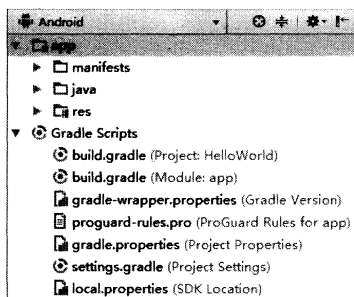 Android
app
manifests
java
res
Gradle Scripts
build.gradle (Project: HelloWorld)
build.gradle (Module: app)
gradle-wrapper.properties (Gradle Version)
proguard-rules.pro (ProGuard Rules for app)
gradle.properties (Project Properties)
settings.gradle (Project Settings)
local.properties (SDK Location)